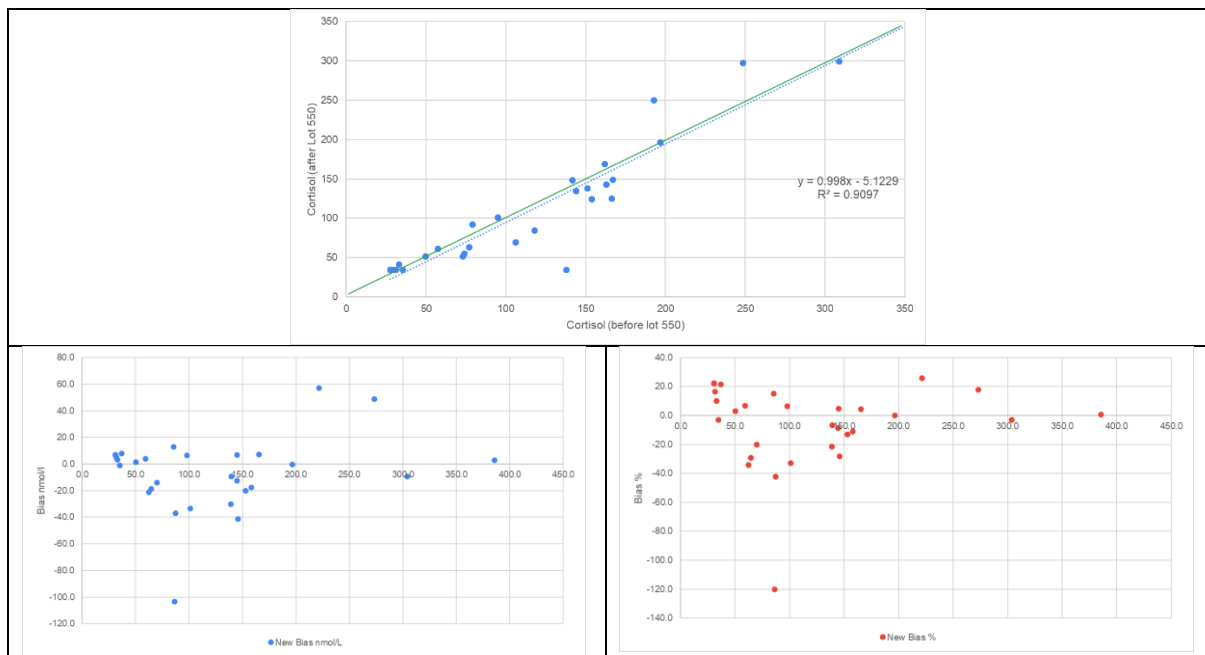 350
300
250
200
150
100
50
0
Cortisol (after Lot 550)
y = 0.998x - 5.1229
R² = 0.9097
0 50 100 150 200 250 300 350
Cortisol (before lot 550)
80.0
60.0
40.0
20.0
0.0
-20.0
-40.0
-60.0
-80.0
-100.0
-120.0
Bias nmol/l
0.0 50.0 100.0 150.0 200.0 250.0 300.0 350.0 400.0 450.0
New Bias nmol/L
40.0
20.0
0.0
-20.0
-40.0
-60.0
-80.0
-100.0
-120.0
-140.0
Bias %
0.0 50.0 100.0 150.0 200.0 250.0 300.0 350.0 400.0 450.0
New Bias %